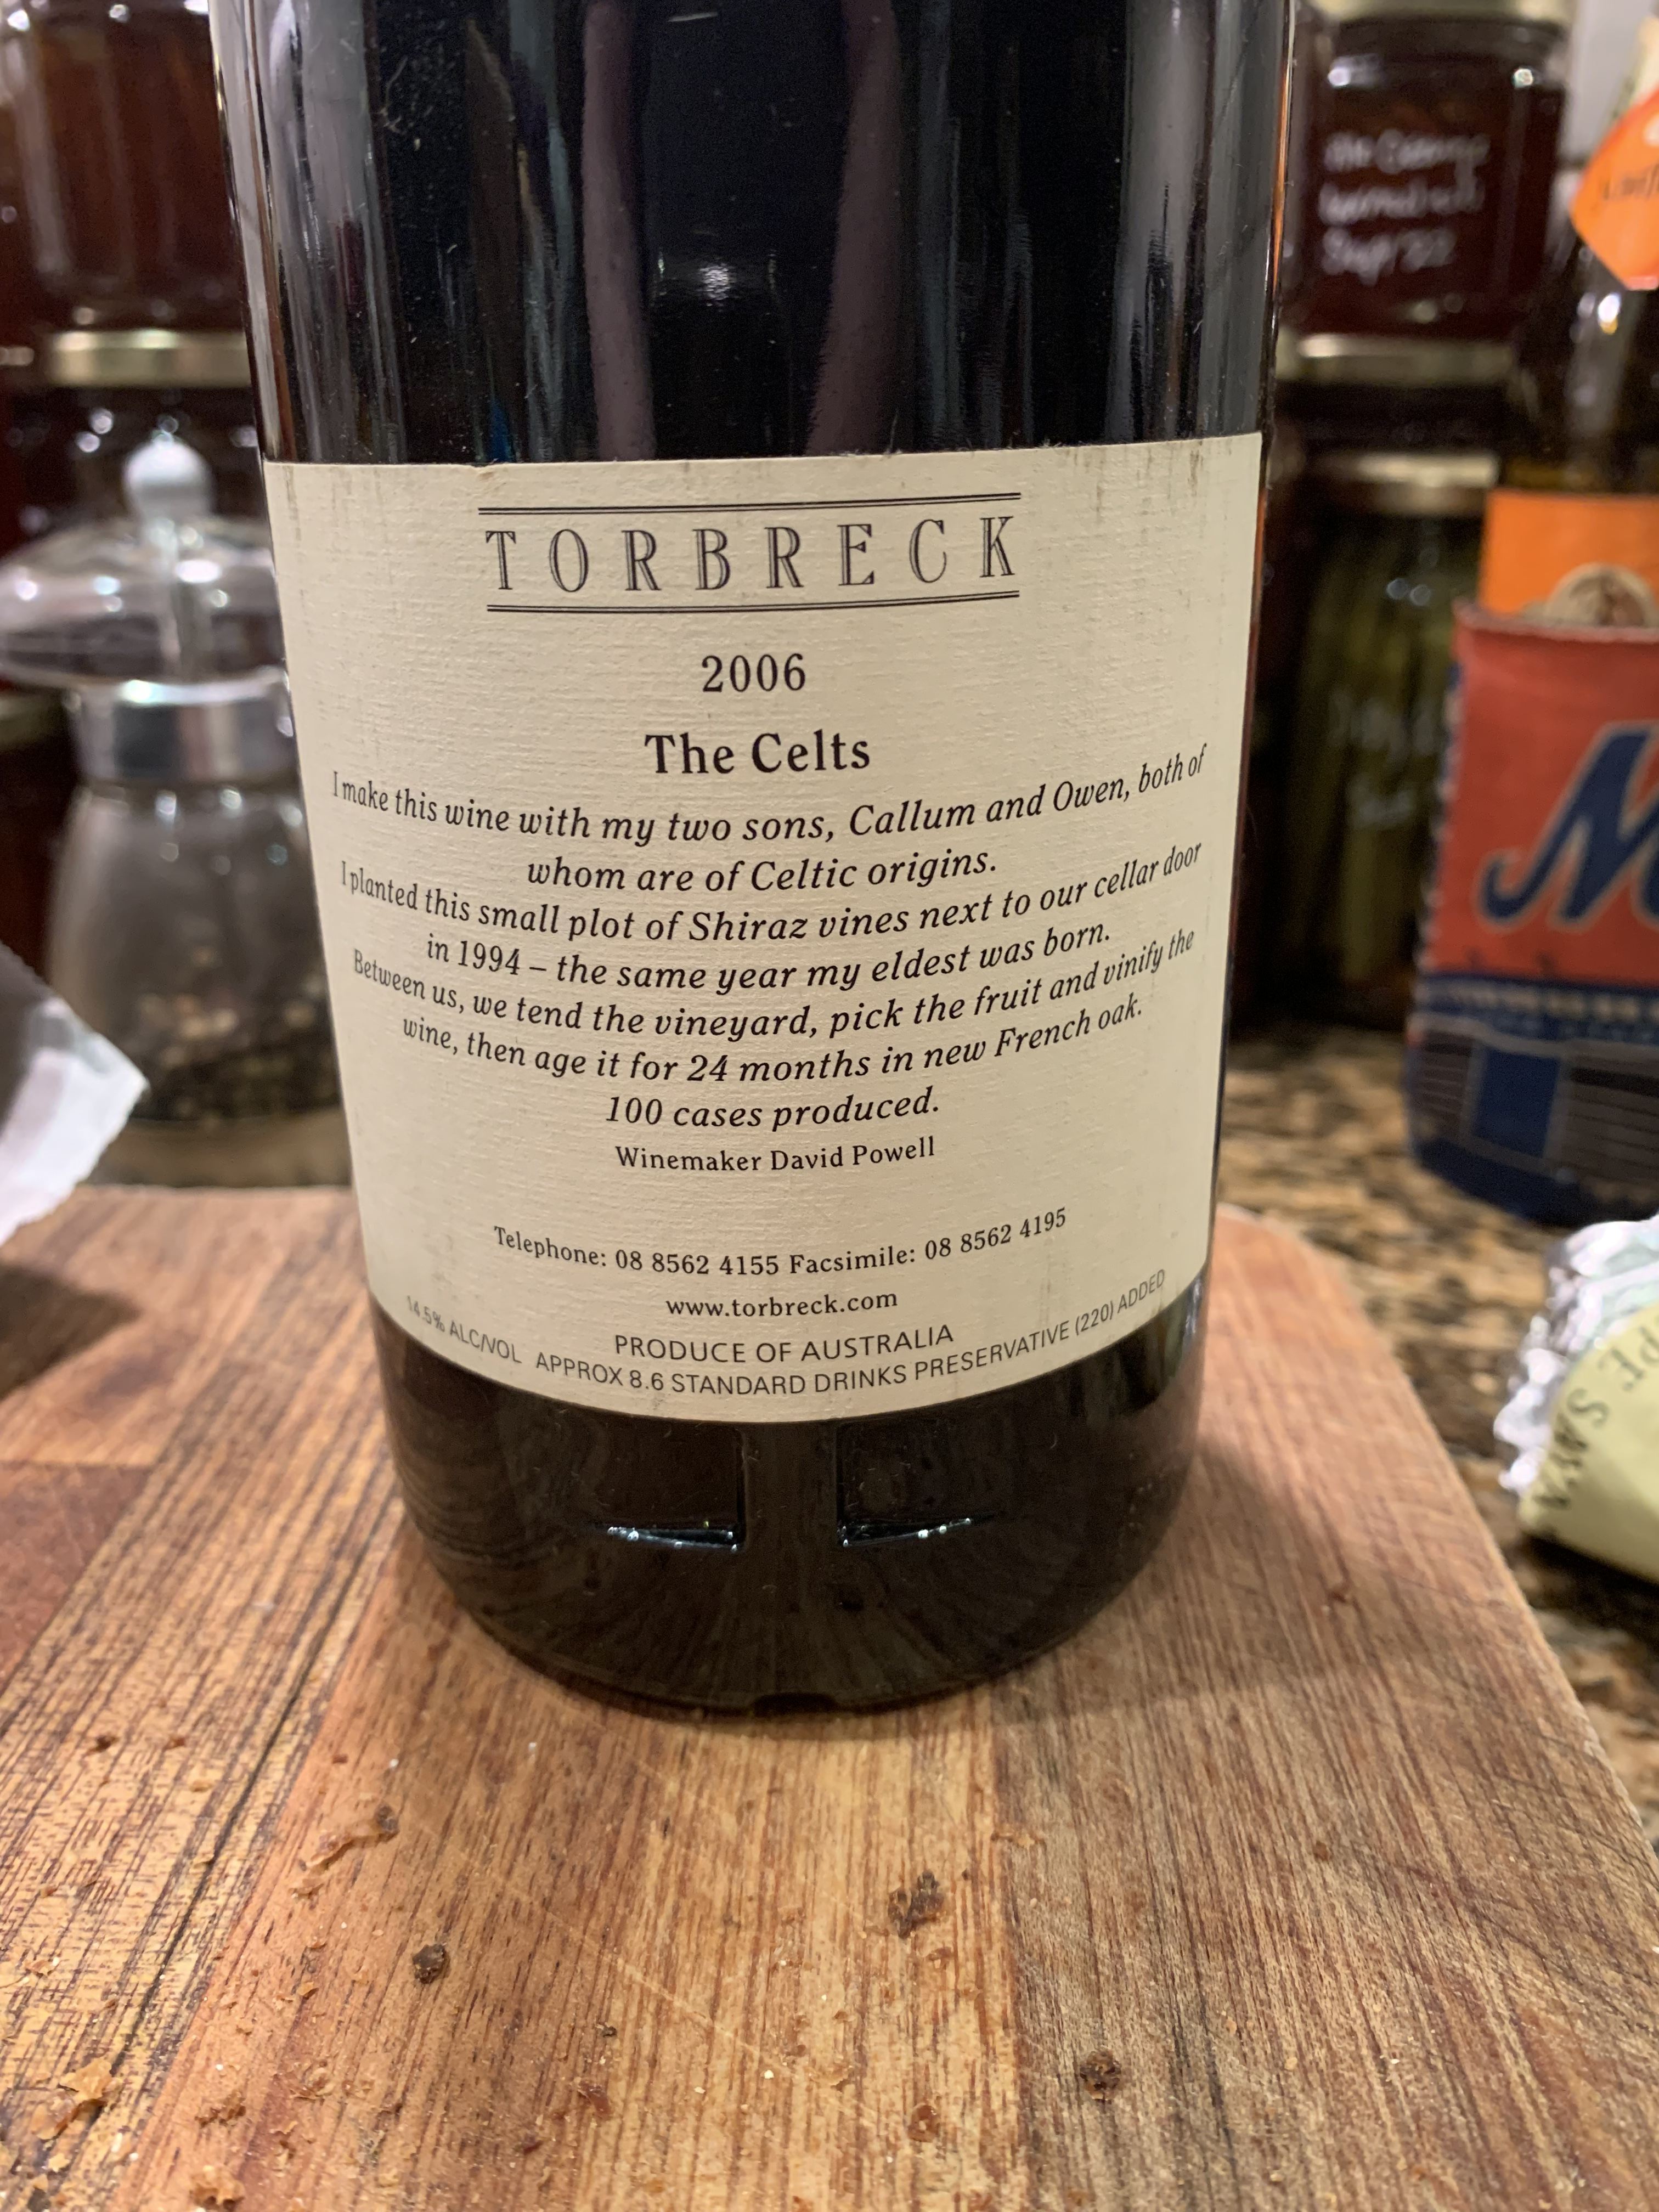 TORBRECK
2006
The Celts
I make this wine with my two sons, Callum and Owen, both of
whom are of Celtic origins.
I planted this small plot of Shiraz vines next to our cellar door
in 1994 – the same year my eldest was born.
Between us, we tend the vineyard, pick the fruit and vinify the
wine, then age it for 24 months in new French oak.
100 cases produced.
Winemaker David Powell
Telephone: 08 8562 4155 Facsimile: 08 8562 4195
www.torbreck.com
PRODUCE OF AUSTRALIA
14.5% ALC/VOL APPROX 8.6 STANDARD DRINKS PRESERVATIVE (220) ADDED